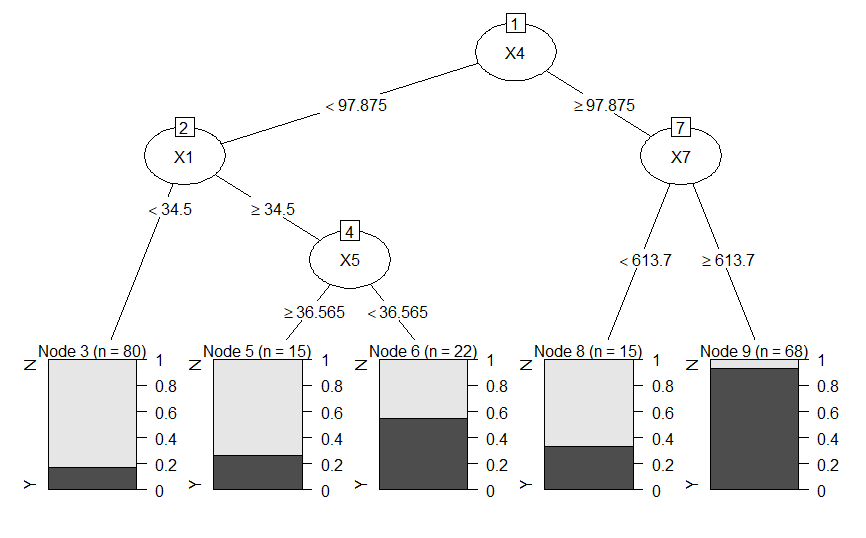 1
X4
< 97.875
≥ 97.875
2
X1
7
X7
< 34.5
≥ 34.5
4
X5
< 613.7
≥ 613.7
≥ 36.565
< 36.565
Node 3 (n = 80)
N
Y
1
0.8
0.6
0.4
0.2
0
Node 5 (n = 15)
N
Y
1
0.8
0.6
0.4
0.2
0
Node 6 (n = 22)
N
Y
1
0.8
0.6
0.4
0.2
0
Node 8 (n = 15)
N
Y
1
0.8
0.6
0.4
0.2
0
Node 9 (n = 68)
N
Y
1
0.8
0.6
0.4
0.2
0